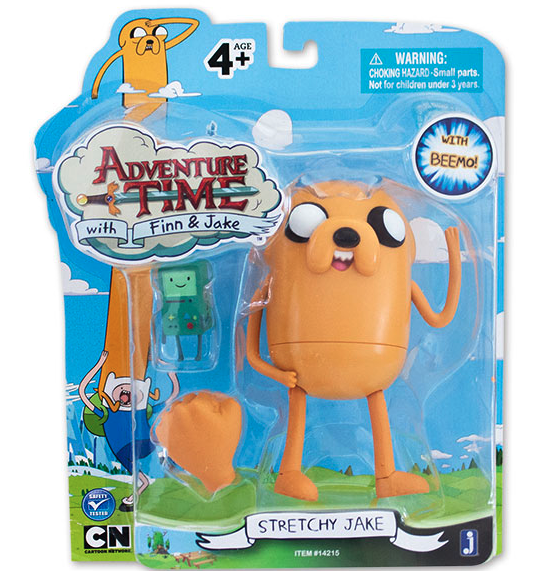 AGE
4+
WARNING:
CHOKING HAZARD-Small parts.
Not for children under 3 years.
WITH
BEEMO!
ADVENTURE
TIME
with Finn & Jake
TM
SAFETY
TESTED
CN
CARTOON NETWORK
STRETCHY JAKE
ITEM #14215
j